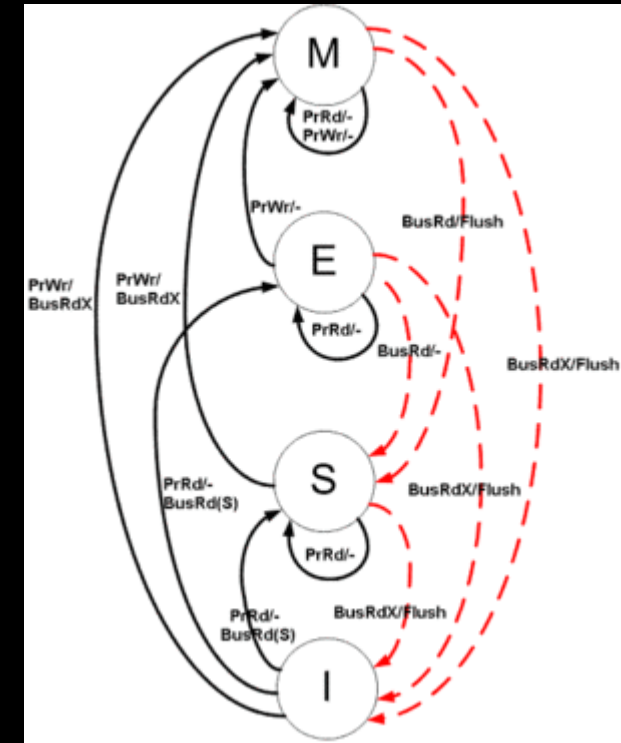 M
PrRd/-
PrWr/-
PrWr/-
BusRd/Flush
E
PrWr/
BusRdX
PrWr/
BusRdX
PrRd/-
BusRd/-
BusRdX/Flush
S
PrRd/-
BusRd(S)
BusRdX/Flush
PrRd/-
PrRd/-
BusRd(S)
BusRdX/Flush
I